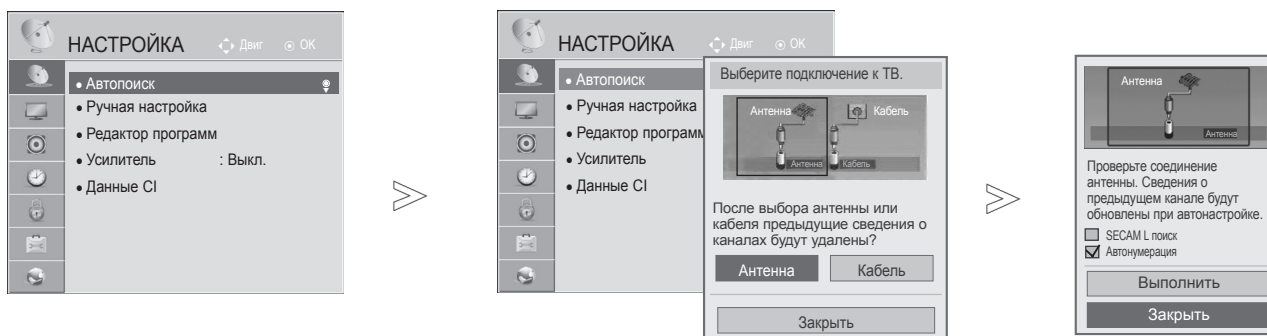 НАСТРОЙКА
Двиг
OK
Автопоиск
Ручная настройка
Редактор программ
Усилитель : Выкл.
Данные CI
НАСТРОЙКА
Двиг
OK
Автопоиск
Ручная настройка
Редактор программ
Усилитель
Данные CI
Выберите подключение к ТВ.
Антенна
Кабель
Антенна
Кабель
После выбора антенны или
кабеля предыдущие сведения о
каналах будут удалены?
Антенна
Кабель
Закрыть
Антенна
Антенна
Проверьте соединение
антенны. Сведения о
предыдущем канале будут
обновлены при автонастройке.
SECAM L поиск
Автонумерация
Выполнить
Закрыть